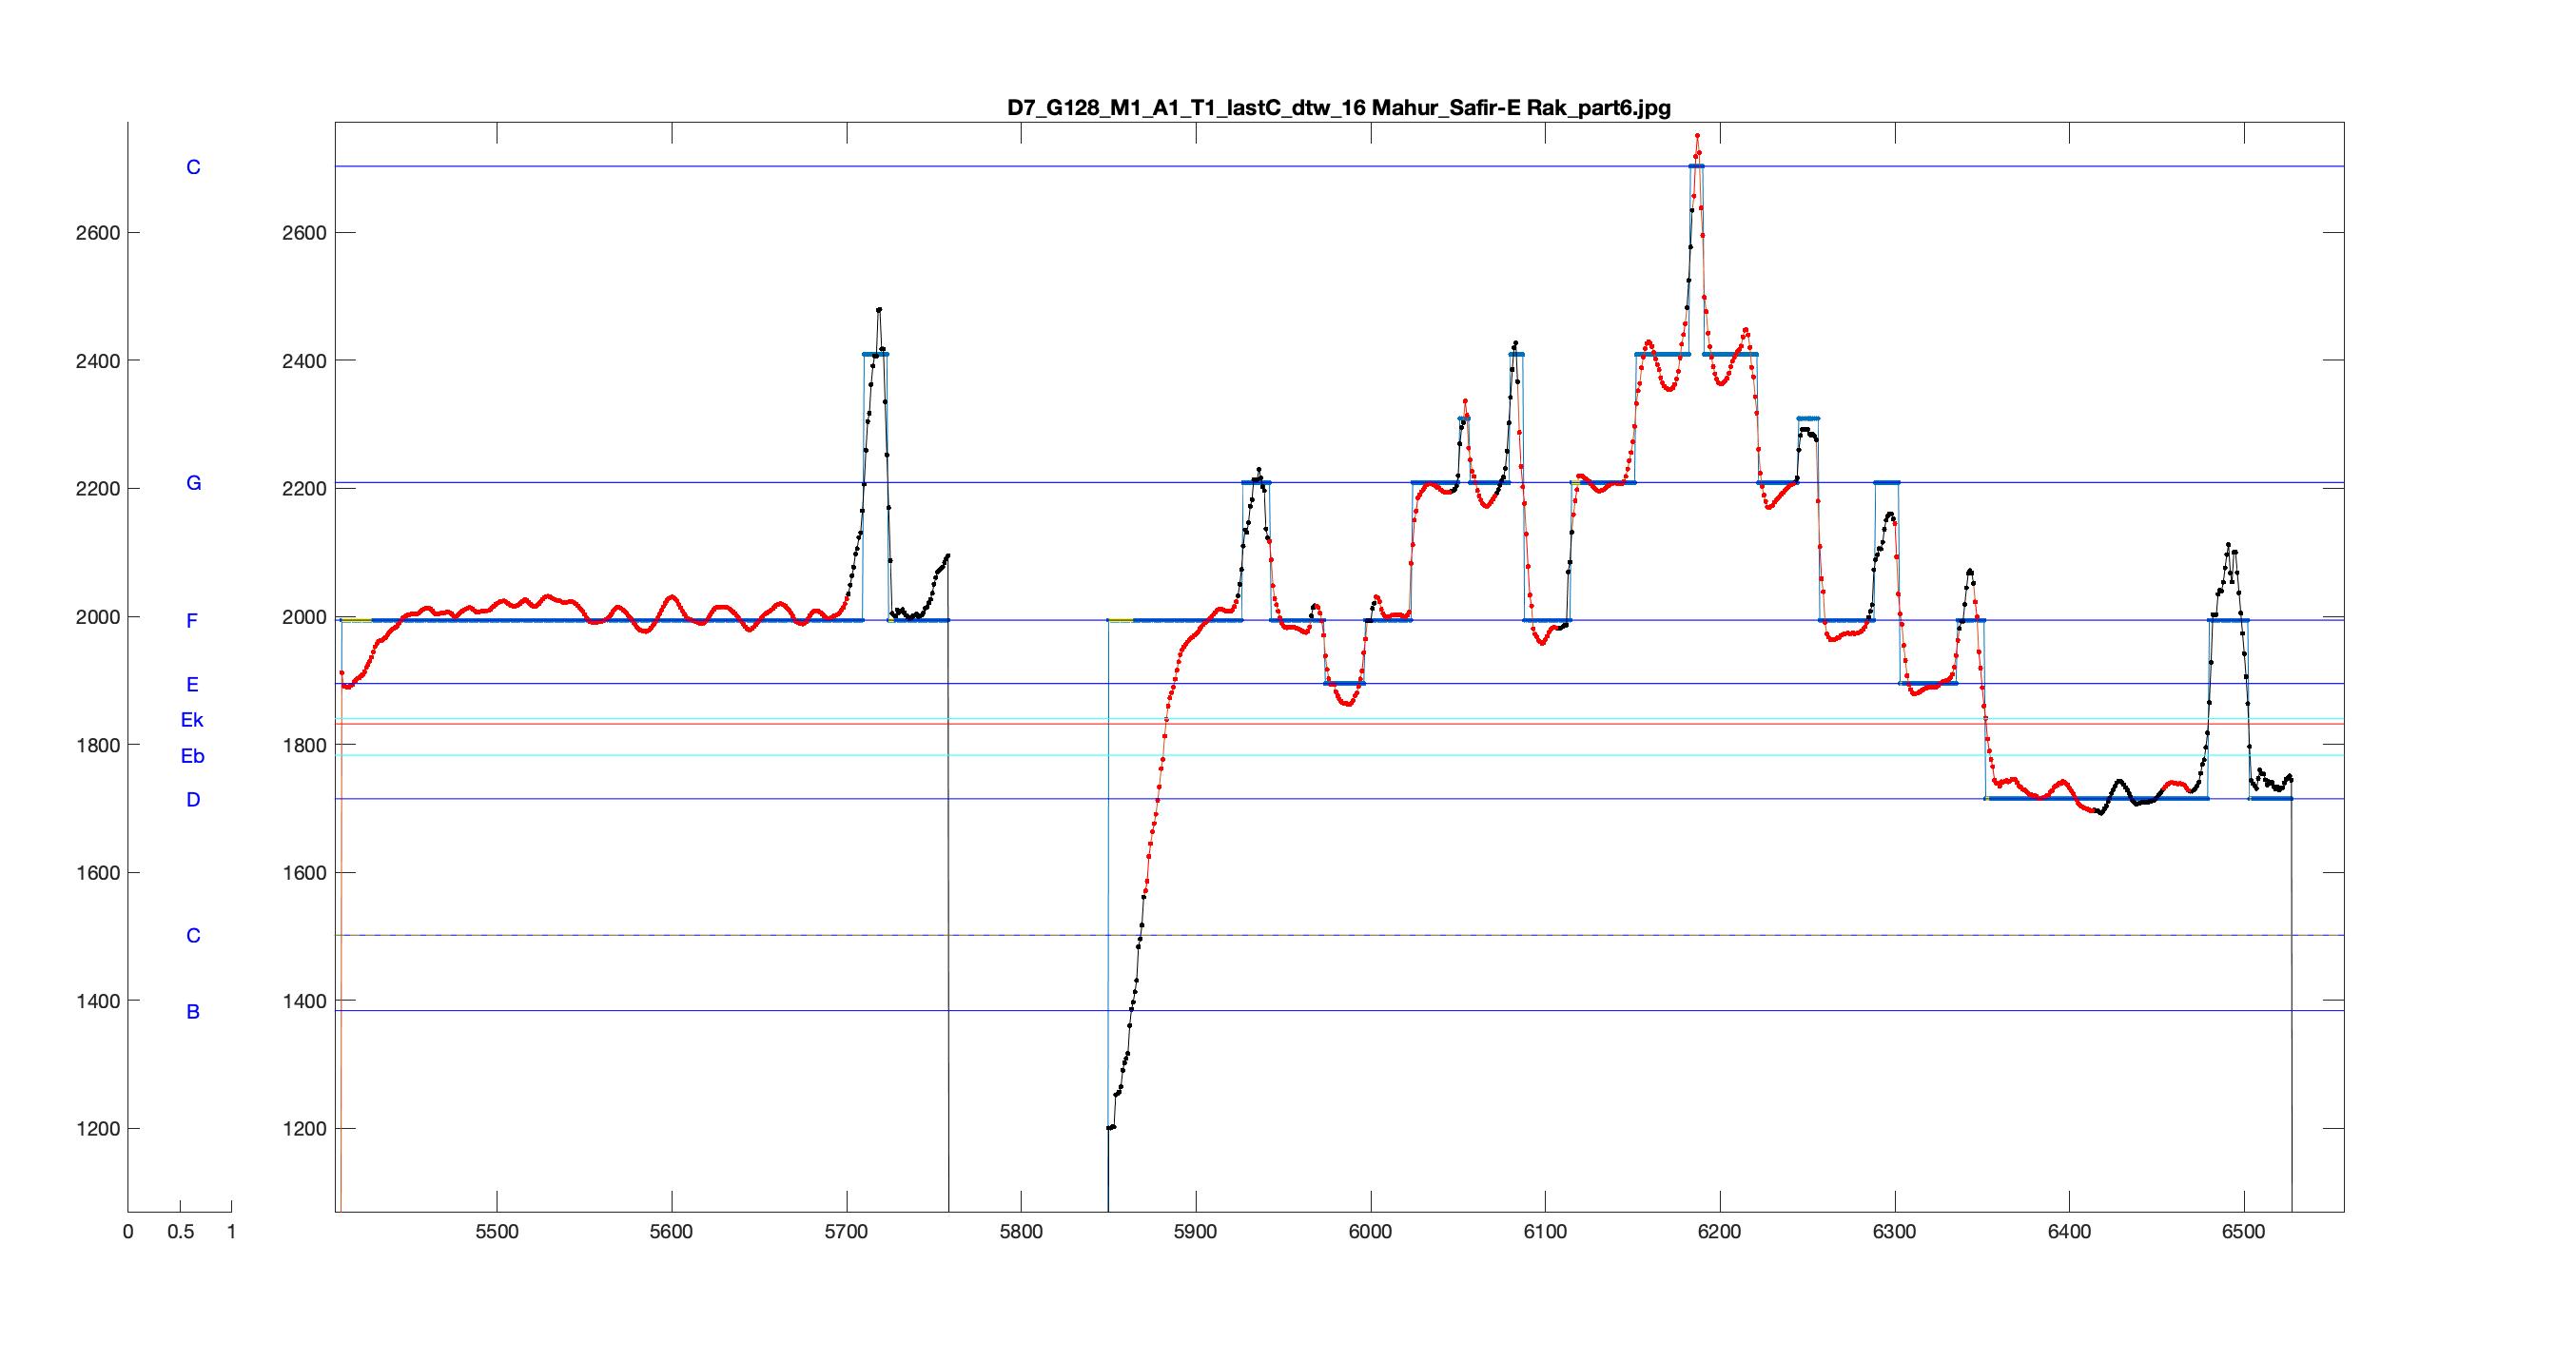 D7_G128_M1_A1_T1_lastC_dtw_16 Mahur_Safir-E Rak_part6.jpg
C
2600 2600
2400 2400
G
2200 2200
F
2000 2000
E
Ek
1800 1800
Eb
D
1600 1600
C
1400 1400
B
1200 1200
0 0.5 1 5500 5600 5700 5800 5900 6000 6100 6200 6300 6400 6500